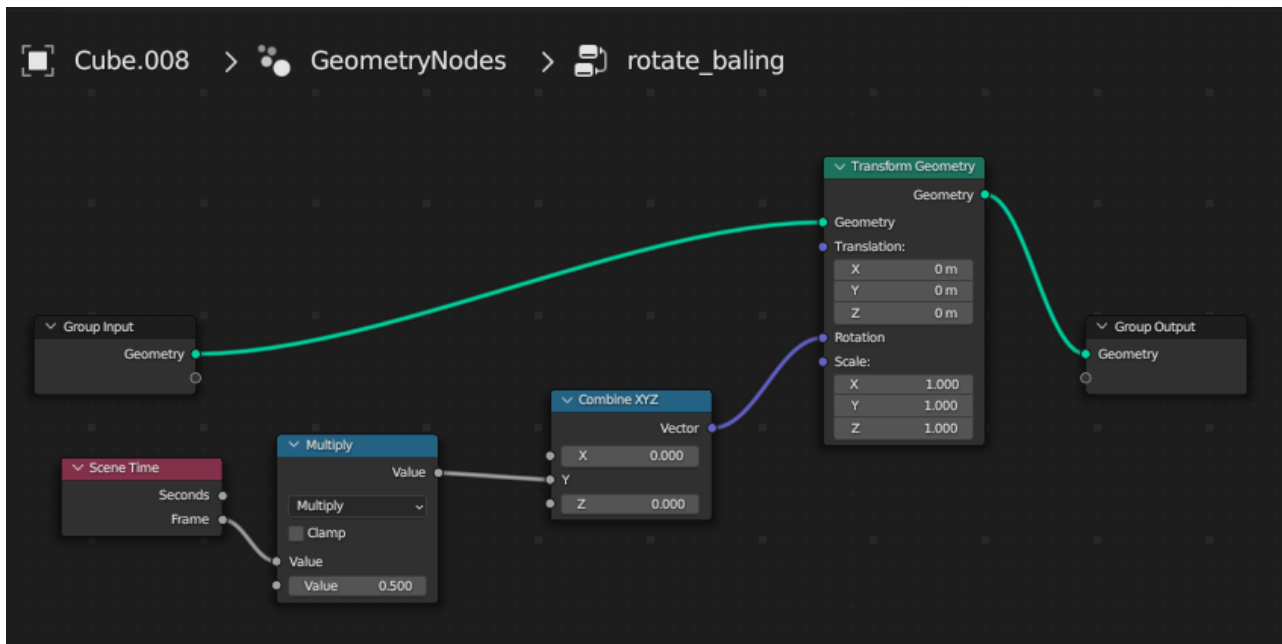 Cube.008 > GeometryNodes > rotate_baling
Transform Geometry
Geometry
Geometry
Translation:
X 0 m
Y 0 m
Z 0 m
Rotation
Scale:
X 1.000
Y 1.000
Z 1.000
Group Input
Geometry
Group Output
Geometry
Combine XYZ
Vector
X 0.000
Y
Z 0.000
Multiply
Value
Multiply
Clamp
Value
Value 0.500
Scene Time
Seconds
Frame